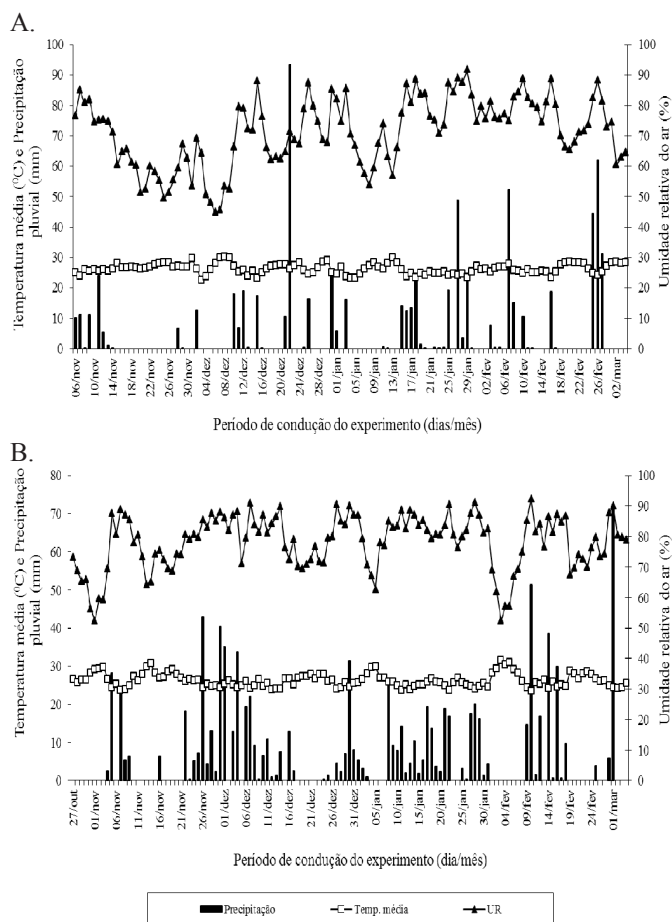 A.
Temperatura média (°C) e Precipitação
pluvial (mm)
100
90
80
70
60
50
40
30
20
10
0
100
90
80
70
60
50
40
30
20
10
0
Umidade relativa do ar (%)
06/nov
10/nov
14/nov
18/nov
22/nov
26/nov
30/nov
04/dez
08/dez
12/dez
16/dez
20/dez
24/dez
28/dez
01/jan
05/jan
09/jan
13/jan
17/jan
21/jan
25/jan
29/jan
02/fev
06/fev
10/fev
14/fev
18/fev
22/fev
26/fev
02/mar
Período de condução do experimento (dias/mês)
B.
Temperatura média (°C) e Precipitação
pluvial (mm)
80
70
60
50
40
30
20
10
0
100
90
80
70
60
50
40
30
20
10
0
Umidade relativa do ar (%)
27/out
01/nov
06/nov
11/nov
16/nov
21/nov
26/nov
01/dez
06/dez
11/dez
16/dez
21/dez
26/dez
31/dez
05/jan
10/jan
15/jan
20/jan
25/jan
30/jan
04/fev
09/fev
14/fev
19/fev
24/fev
01/mar
Período de condução do experimento (dia/mês)
Precipitação
Temp. média
UR